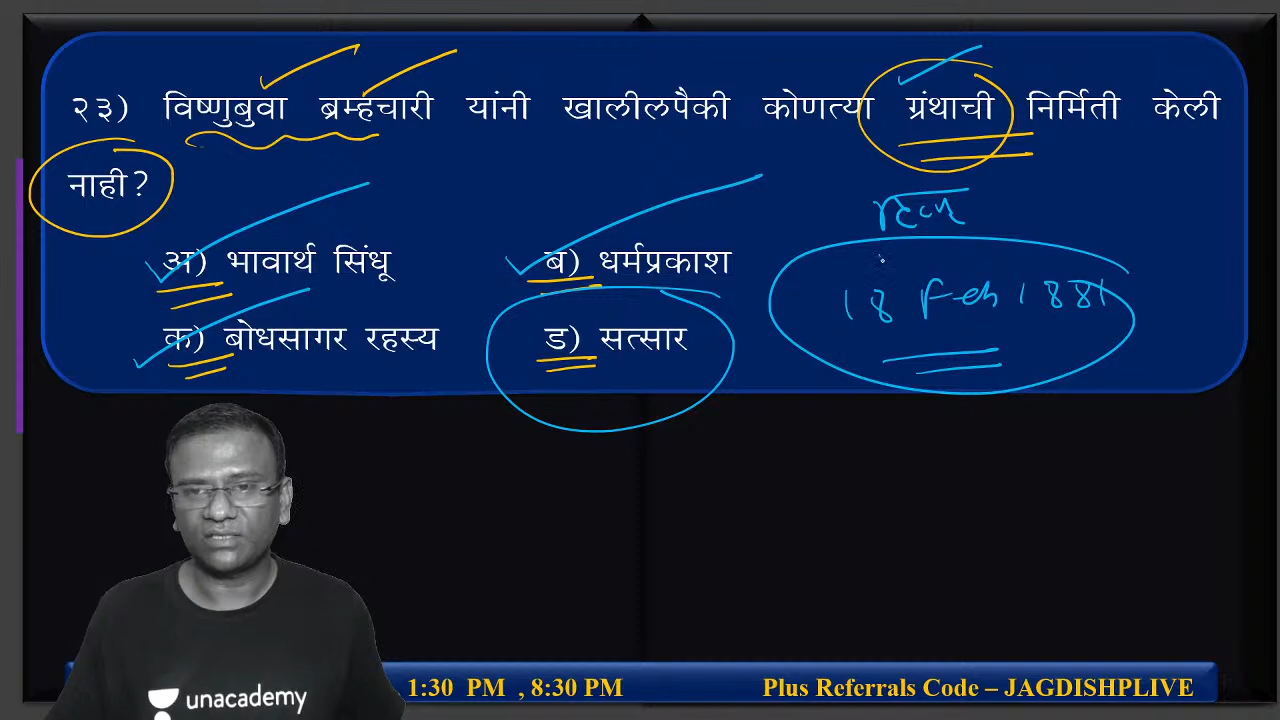 २३) विष्णुबुवा ब्रम्हचारी यांनी खालीलपैकी कोणत्या ग्रंथाची निर्मिती केली
नाही?
अ) भावार्थ सिंधू ब) धर्मप्रकाश
क) बोधसागर रहस्य ड) सत्सार
18 Feb 1881
unacademy
1:30 PM , 8:30 PM Plus Referrals Code – JAGDISHPLIVE